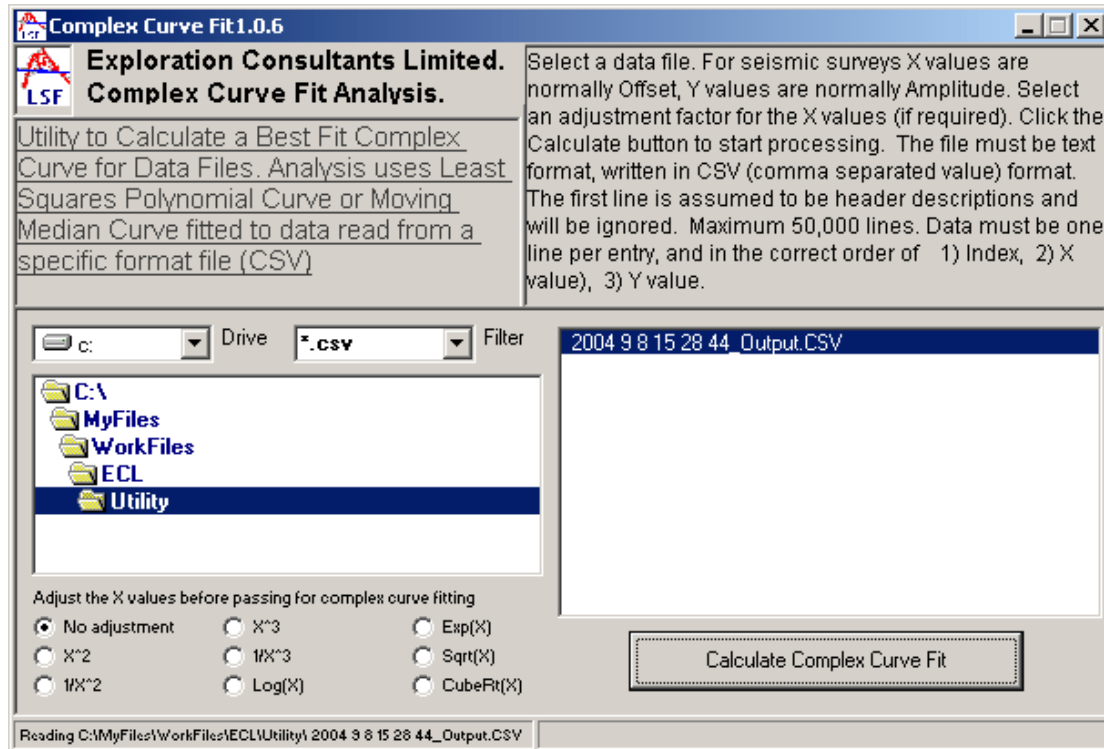 Complex Curve Fit1.0.6
LSF
Exploration Consultants Limited.
Complex Curve Fit Analysis.
Utility to Calculate a Best Fit Complex
Curve for Data Files. Analysis uses Least
Squares Polynomial Curve or Moving
Median Curve fitted to data read from a
specific format file (CSV)
Select a data file. For seismic surveys X values are
normally Offset, Y values are normally Amplitude. Select
an adjustment factor for the X values (if required). Click the
Calculate button to start processing.  The file must be text
format, written in CSV (comma separated value) format.
The first line is assumed to be header descriptions and
will be ignored.  Maximum 50,000 lines. Data must be one
line per entry, and in the correct order of   1) Index,  2) X
value),  3) Y value.
c: Drive *.csv Filter
C:\
MyFiles
WorkFiles
ECL
Utility
2004 9 8 15 28 44_Output.CSV
Adjust the X values before passing for complex curve fitting
No adjustment X^3 Exp(X)
X^2 1/X^3 Sqrt(X)
1/X^2 Log(X) CubeRt(X)
Calculate Complex Curve Fit
Reading C:\MyFiles\WorkFiles\ECL\Utility\ 2004 9 8 15 28 44_Output.CSV